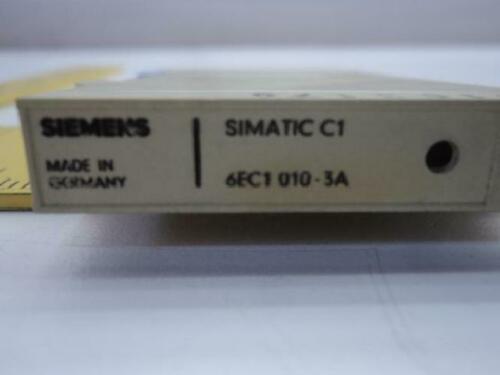 SIEMENS
MADE IN
GERMANY
SIMATIC C1
6EC1 010-3A